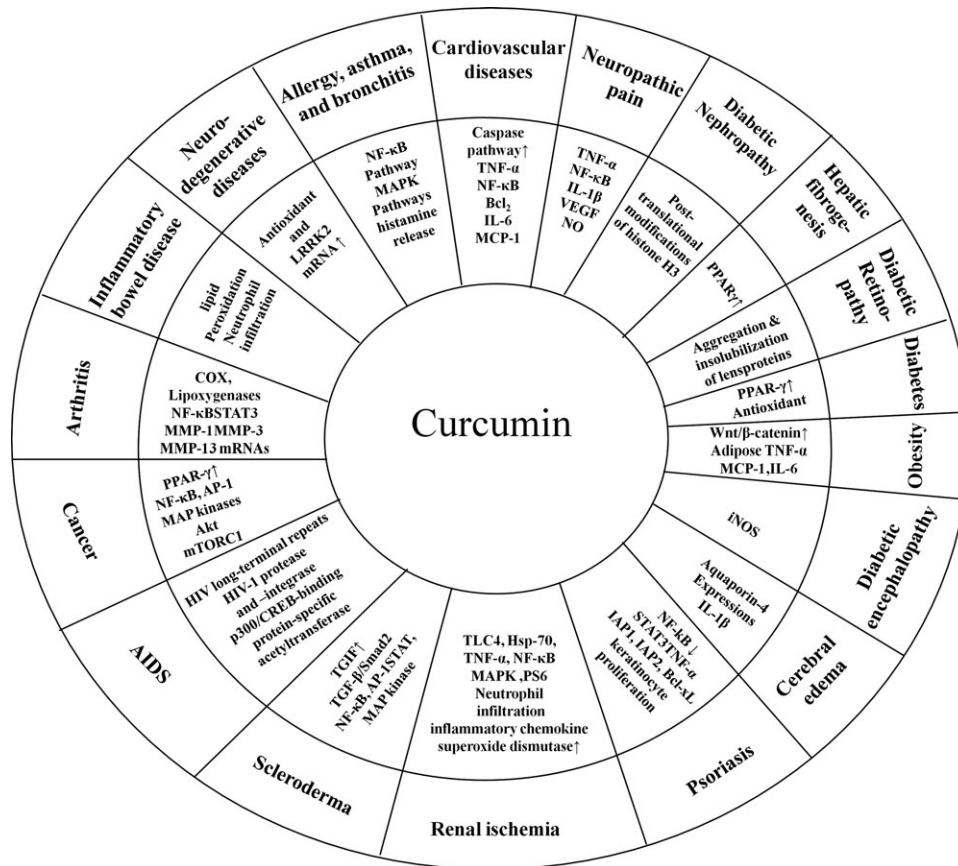 Curcumin
Cardiovascular
diseases
Caspase
pathway↑
TNF-α
NF-κB
Bcl₂
IL-6
MCP-1
Neuropathic
pain
TNF-α
NF-κB
IL-1β
VEGF
NO
Diabetic
Nephropathy
Post-
translational
modifications
of histone H3
Hepatic
fibroge-
nesis
PPARγ↑
Diabetic
Retino-
pathy
Aggregation &
insolubilization
of lensproteins
Diabetes
PPAR-γ↑
Antioxidant
Obesity
Wnt/β-catenin↑
Adipose TNF-α
MCP-1,IL-6
Diabetic
encephalopathy
iNOS
Cerebral
edema
Aquaporin-4
Expressions
IL-1β
Psoriasis
NF-kB↓
STAT3TNF-α
IAP1, IAP2, Bcl-xL
keratinocyte
proliferation
Renal ischemia
TLC4, Hsp-70,
TNF-α, NF-κB
MAPK ,PS6
Neutrophil
infiltration
inflammatory chemokine
superoxide dismutase↑
Scleroderma
TGIF↑
TGF-β/Smad2
NF-κB, AP-1STAT,
MAP kinase
AIDS
HIV long-terminal repeats
HIV-1 protease
and –integrase
p300/CREB-binding
protein-specific
acetyltransferase
Cancer
PPAR-γ↑
NF-κB, AP-1
MAP kinases
Akt
mTORC1
Arthritis
COX,
Lipoxygenases
NF-κBSTAT3
MMP-1MMP-3
MMP-13 mRNAs
Inflammatory
bowel disease
lipid
Peroxidation
Neutrophil
infiltration
Neuro-
degenerative
diseases
Antioxidant
and
LRRK2
mRNA↑
Allergy, asthma,
and bronchitis
NF-κB
Pathway
MAPK
Pathways
histamine
release